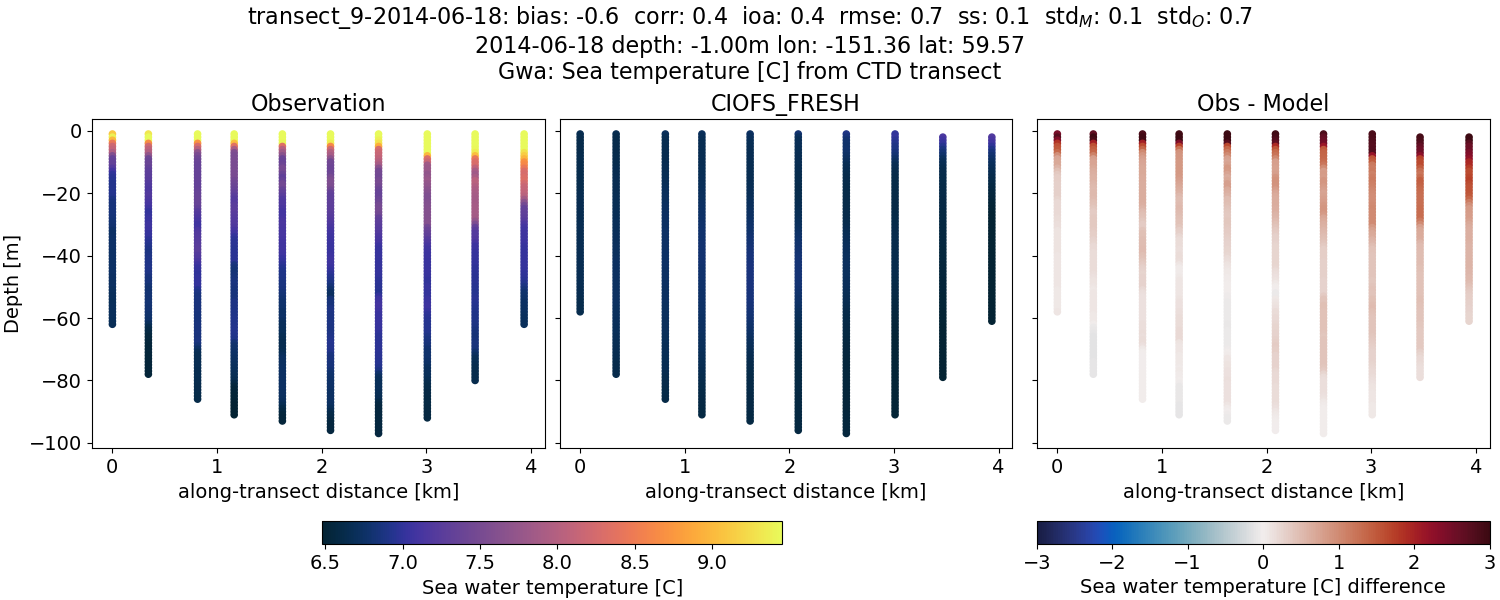 transect_9-2014-06-18: bias: -0.6 corr: 0.4 ioa: 0.4 rmse: 0.7 ss: 0.1 std_M: 0.1 std_O: 0.7
2014-06-18 depth: -1.00m lon: -151.36 lat: 59.57
Gwa: Sea temperature [C] from CTD transect
Observation
CIOFS_FRESH
Obs - Model
Depth [m]
0
−20
−40
−60
−80
−100
0 1 2 3 4
0 1 2 3 4
0 1 2 3 4
along-transect distance [km]
along-transect distance [km]
along-transect distance [km]
6.5 7.0 7.5 8.0 8.5 9.0
Sea water temperature [C]
−3 −2 −1 0 1 2 3
Sea water temperature [C] difference